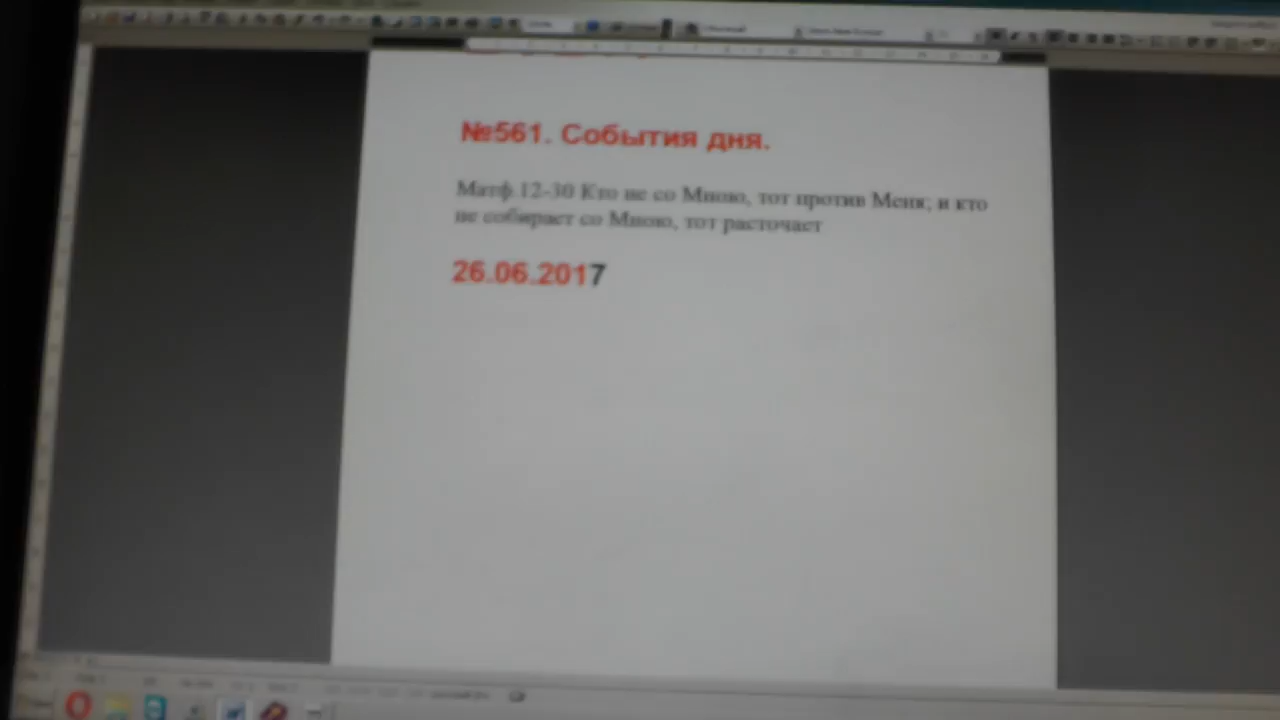 №561. События дня.
Матф.12-30 Кто не со Мною, тот против Меня; и кто
не собирает со Мною, тот расточает
26.06.2017